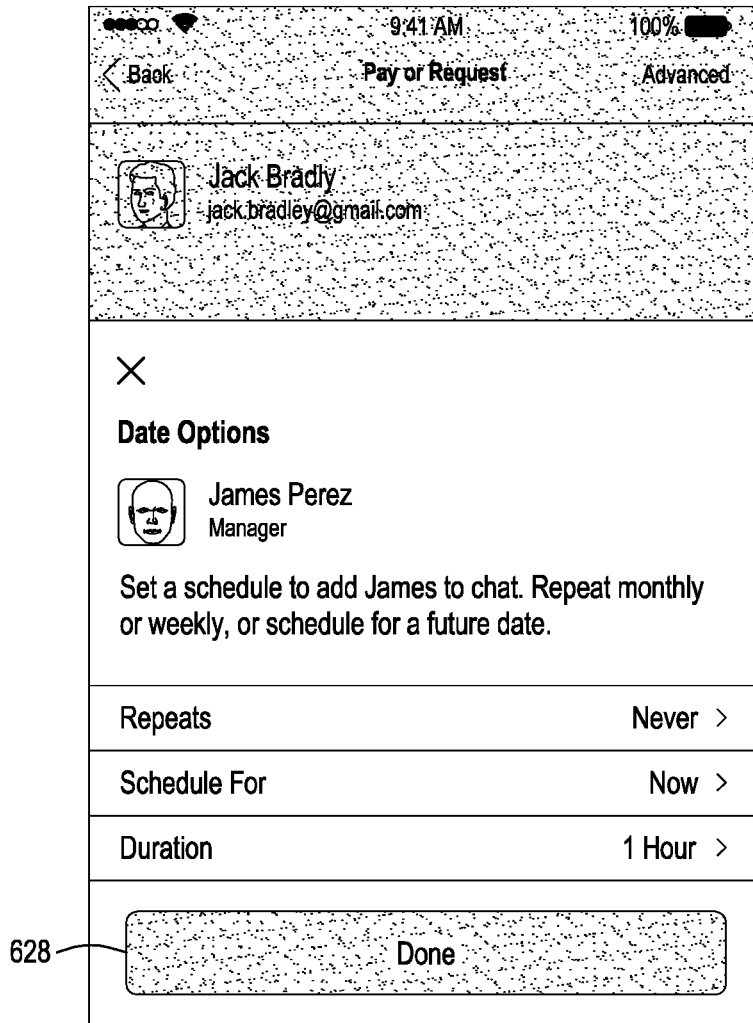 9:41 AM 100%
Back Pay or Request Advanced
Jack Bradly
jack.bradley@gmail.com
Date Options
James Perez
Manager
Set a schedule to add James to chat. Repeat monthly
or weekly, or schedule for a future date.
Repeats Never >
Schedule For Now >
Duration 1 Hour >
628 Done